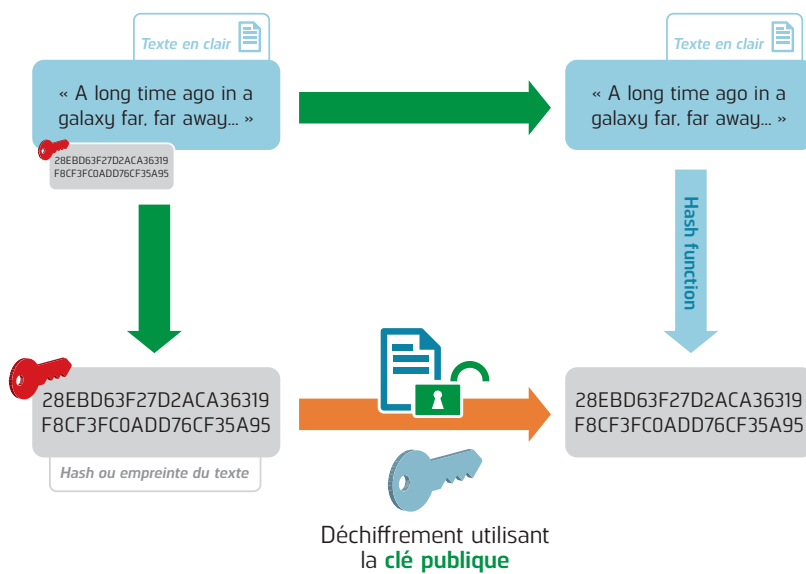 Texte en clair
« A long time ago in a
galaxy far, far away... »
28EBD63F27D2ACA36319
F8CF3FC0ADD76CF35A95
Texte en clair
« A long time ago in a
galaxy far, far away... »
Hash function
28EBD63F27D2ACA36319
F8CF3FC0ADD76CF35A95
Hash ou empreinte du texte
28EBD63F27D2ACA36319
F8CF3FC0ADD76CF35A95
Déchiffrement utilisant
la clé publique